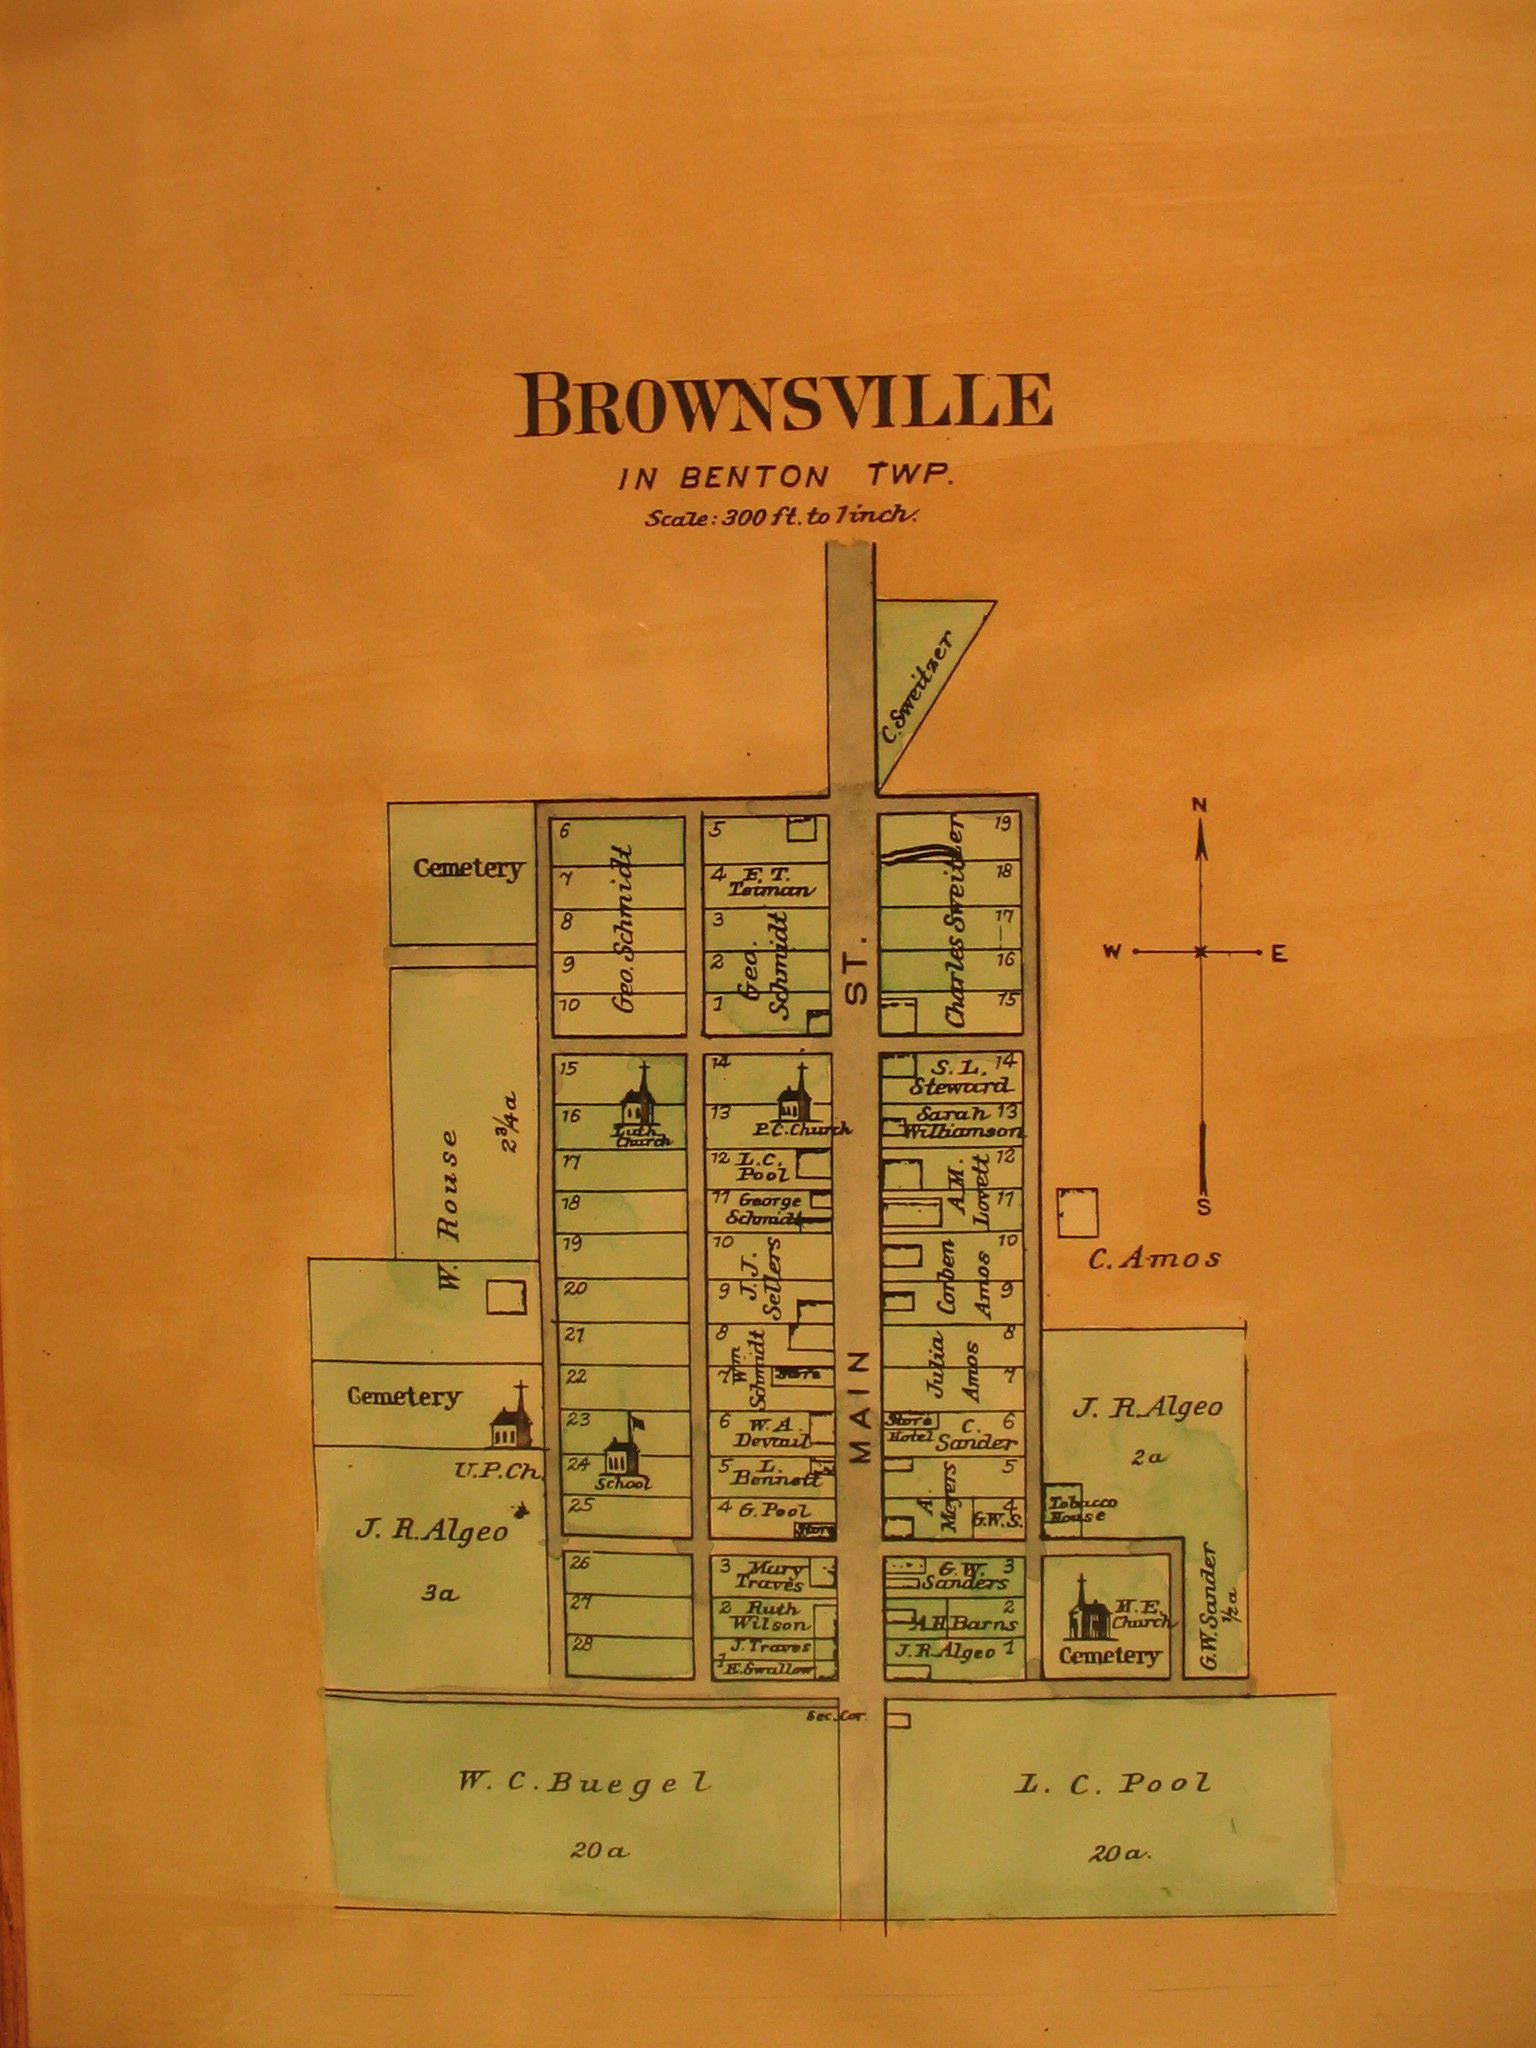 BROWNSVILLE
IN BENTON TWP.
Scale: 300 ft. to 1 inch.
C. Sweitzer
Cemetery
6
7
8
9
10
Geo. Schmidt
5
4 E. T.
Teiman
3
2
1
Geo.
Schmidt
ST.
19
18
17
16
15
Charles Sweitzer
N
W
E
S
W. Rouse
2 3/4 a
15
16
Luth.
Church
17
18
19
20
21
22
23
24
School
25
14
13
P.C. Church
12 L.C.
Pool
11 George
Schmidt
10
9
J. J.
Sellers
8
7
Wm
Schmidt
Store
6 W. A.
Devaul
5 L.
Bennett
4 G. Pool
Store
MAIN
S. L. 14
Steward
Sarah 13
Williamson
12
11
A.M.
Lovett
10
9
Corben
Amos
8
7
Julia
Amos
Store
Hotel
C. 6
Sander
5
4
A.
Meyers
G.W.S.
C. Amos
Cemetery
U.P.Ch.
J. R. Algeo
3a
J. R. Algeo
2a
Tobacco
House
G.W. Sander
1/2 a
26
27
28
3 Mary
Traves
2 Ruth
Wilson
J. Traves
1 E. Swallow
G.W. 3
Sanders
2
A H Barns
J.R. Algeo 1
M.E.
Church
Cemetery
Sec. Cor.
W. C. Buegel
20 a
L. C. Pool
20 a.